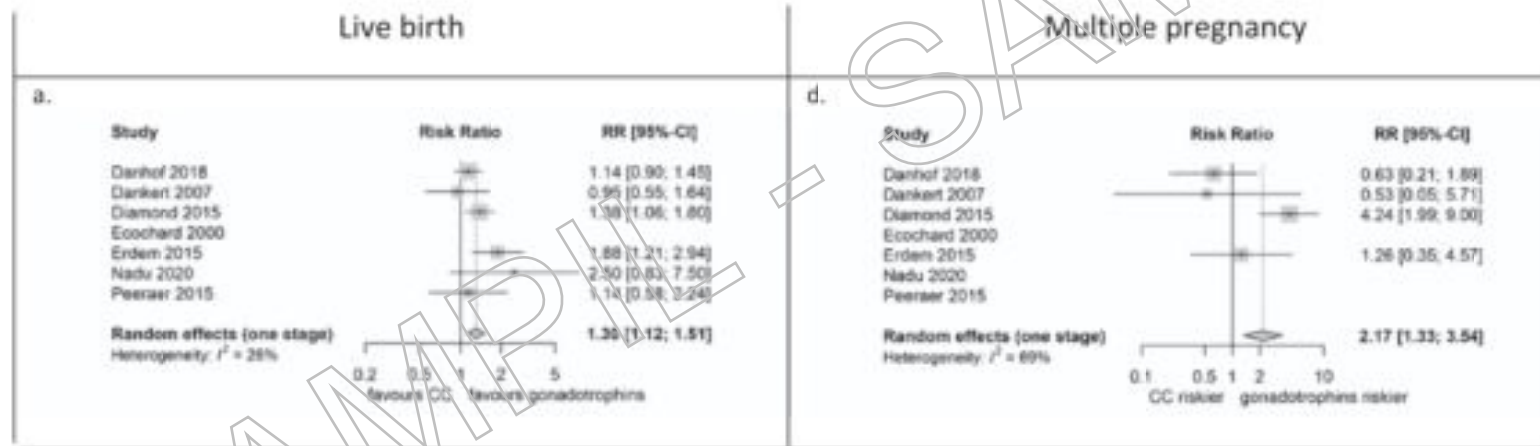 Live birth
a.
Study Risk Ratio RR [95%-CI]
Danhof 2018 1.14 [0.90; 1.45]
Dankert 2007 0.95 [0.55; 1.64]
Diamond 2015 1.38 [1.06; 1.80]
Ecochard 2000
Erdem 2015 1.88 [1.21; 2.94]
Nadu 2020 2.50 [0.83; 7.50]
Peeraer 2015 1.14 [0.58; 2.24]
Random effects (one stage) 1.30 [1.12; 1.51]
Heterogeneity: I² = 26%
0.2 0.5 1 2 5
favours CC favours gonadotrophins
Multiple pregnancy
d.
Study Risk Ratio RR [95%-CI]
Danhof 2018 0.63 [0.21; 1.89]
Dankert 2007 0.53 [0.05; 5.71]
Diamond 2015 4.24 [1.99; 9.00]
Ecochard 2000
Erdem 2015 1.26 [0.35; 4.57]
Nadu 2020
Peeraer 2015
Random effects (one stage) 2.17 [1.33; 3.54]
Heterogeneity: I² = 69%
0.1 0.5 1 2 10
CC riskier gonadotrophins riskier